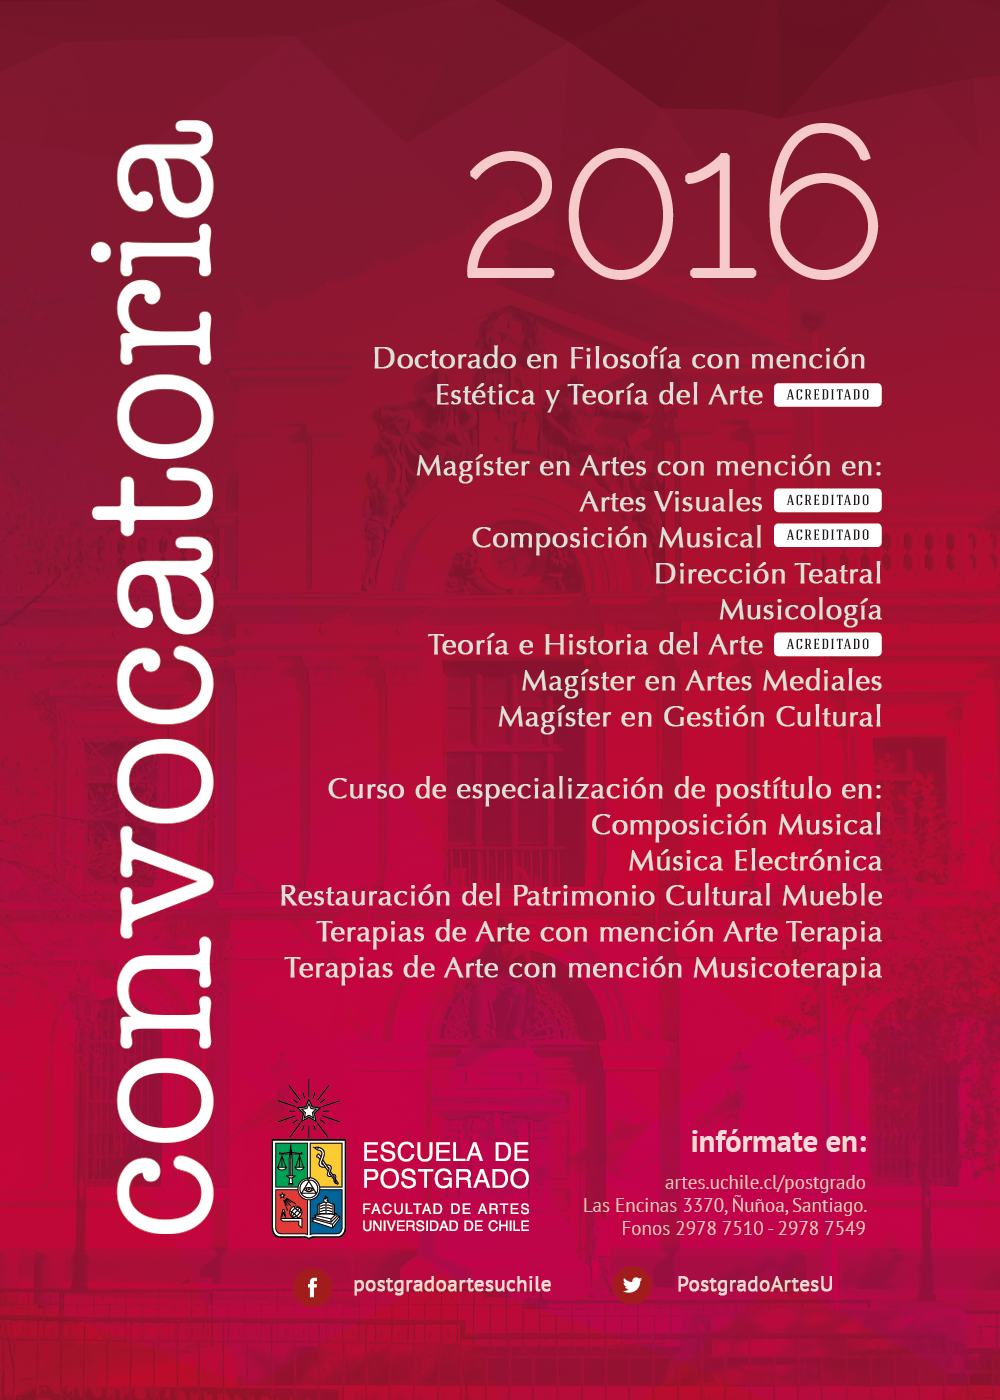 convocatoria
2016
Doctorado en Filosofía con mención
Estética y Teoría del Arte ACREDITADO
Magíster en Artes con mención en:
Artes Visuales ACREDITADO
Composición Musical ACREDITADO
Dirección Teatral
Musicología
Teoría e Historia del Arte ACREDITADO
Magíster en Artes Mediales
Magíster en Gestión Cultural
Curso de especialización de postítulo en:
Composición Musical
Música Electrónica
Restauración del Patrimonio Cultural Mueble
Terapias de Arte con mención Arte Terapia
Terapias de Arte con mención Musicoterapia
ESCUELA DE
POSTGRADO
FACULTAD DE ARTES
UNIVERSIDAD DE CHILE
infórmate en:
artes.uchile.cl/postgrado
Las Encinas 3370, Ñuñoa, Santiago.
Fonos 2978 7510 - 2978 7549
postgradoartesuchile
PostgradoArtesU